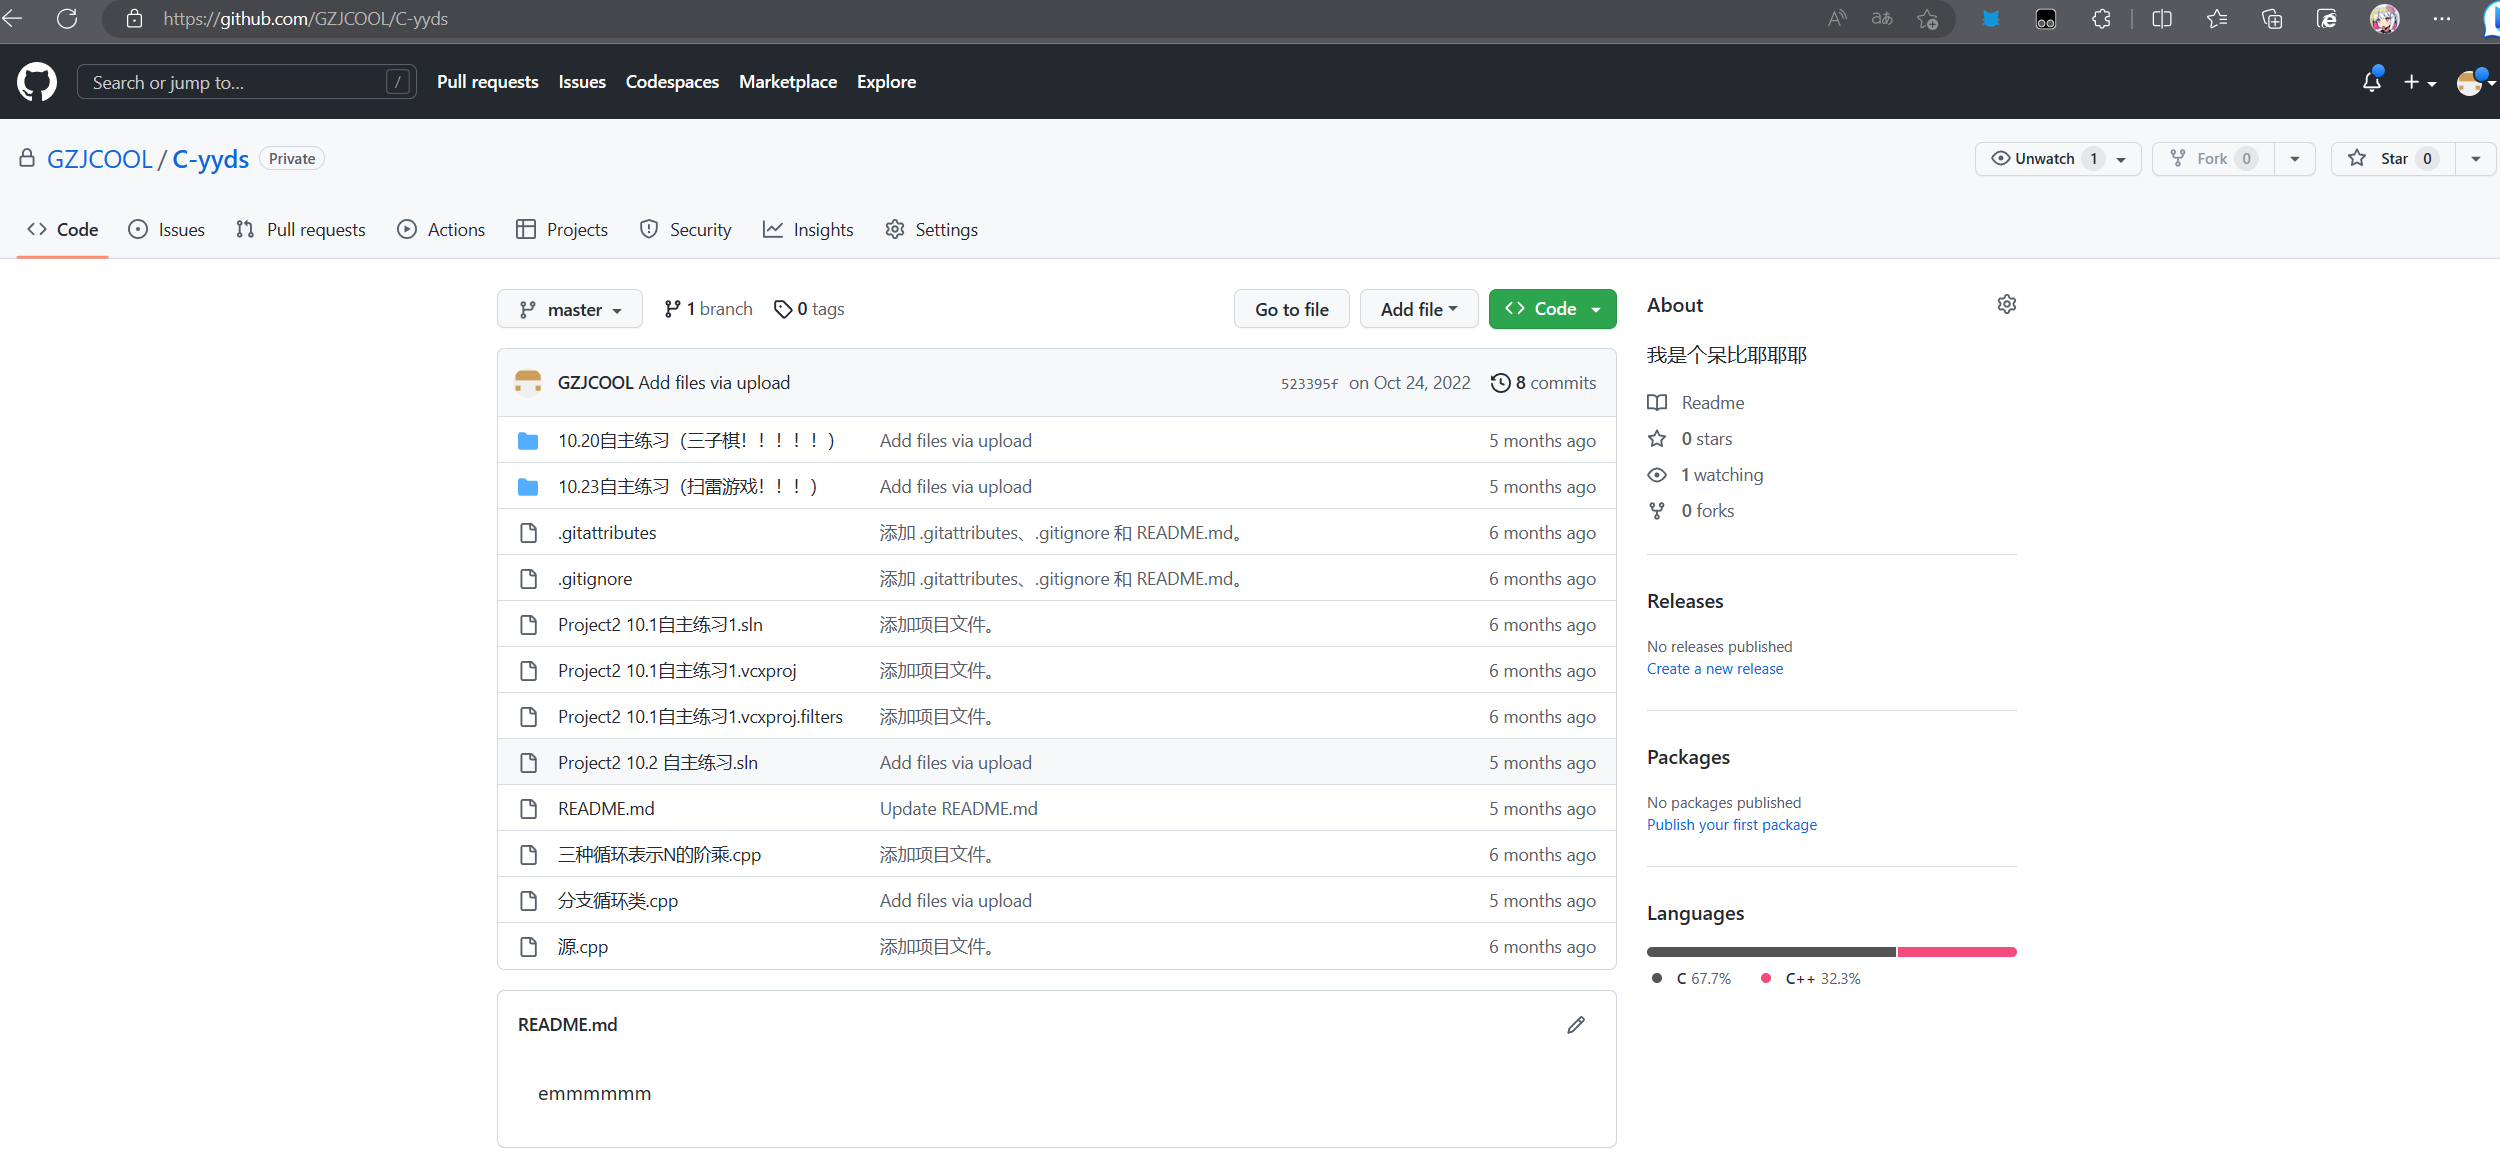 https://github.com/GZJCOOL/C-yyds
Search or jump to... / Pull requests Issues Codespaces Marketplace Explore
GZJCOOL / C-yyds Private
Unwatch 1 Fork 0 Star 0
Code Issues Pull requests Actions Projects Security Insights Settings
master 1 branch 0 tags Go to file Add file Code
GZJCOOL Add files via upload 523395f on Oct 24, 2022 8 commits
10.20自主练习（三子棋！！！！！） Add files via upload 5 months ago
10.23自主练习（扫雷游戏！！！） Add files via upload 5 months ago
.gitattributes 添加 .gitattributes、.gitignore 和 README.md。 6 months ago
.gitignore 添加 .gitattributes、.gitignore 和 README.md。 6 months ago
Project2 10.1自主练习1.sln 添加项目文件。 6 months ago
Project2 10.1自主练习1.vcxproj 添加项目文件。 6 months ago
Project2 10.1自主练习1.vcxproj.filters 添加项目文件。 6 months ago
Project2 10.2 自主练习.sln Add files via upload 5 months ago
README.md Update README.md 5 months ago
三种循环表示N的阶乘.cpp 添加项目文件。 6 months ago
分支循环类.cpp Add files via upload 5 months ago
源.cpp 添加项目文件。 6 months ago
README.md
emmmmmm
About
我是个呆比耶耶耶
Readme
0 stars
1 watching
0 forks
Releases
No releases published
Create a new release
Packages
No packages published
Publish your first package
Languages
C 67.7% C++ 32.3%